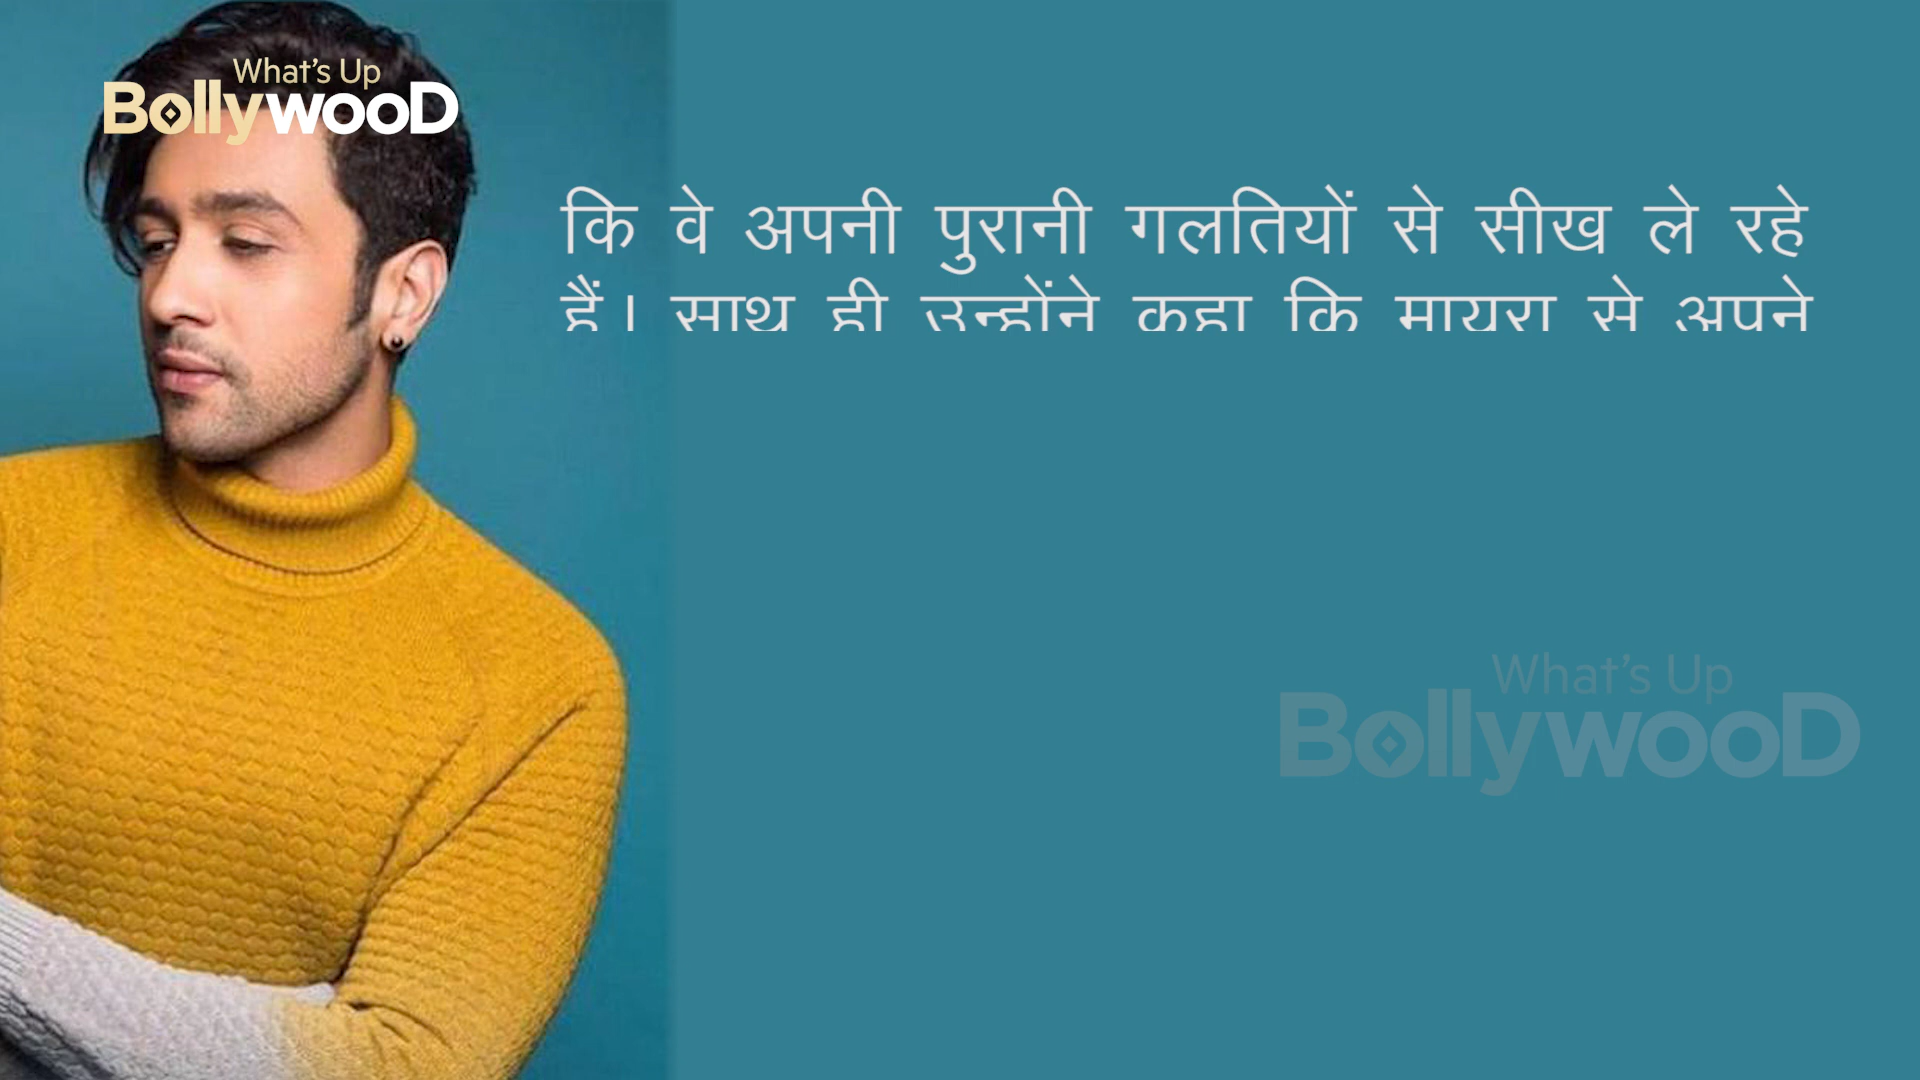 What's Up
BollywooD
कि वे अपनी पुरानी गलतियों से सीख ले रहे
हैं। साथ ही उन्होंने कहा कि मायरा से अपने
What's Up
BollywooD